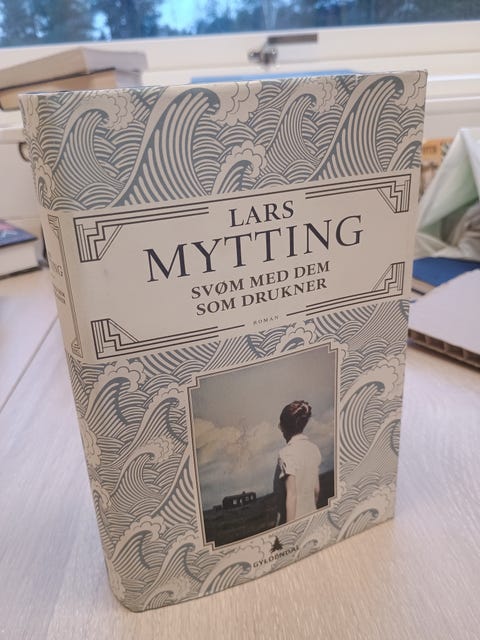 LARS
MYTTING
SVØM MED DEM
SOM DRUKNER
ROMAN
GYLDENDAL